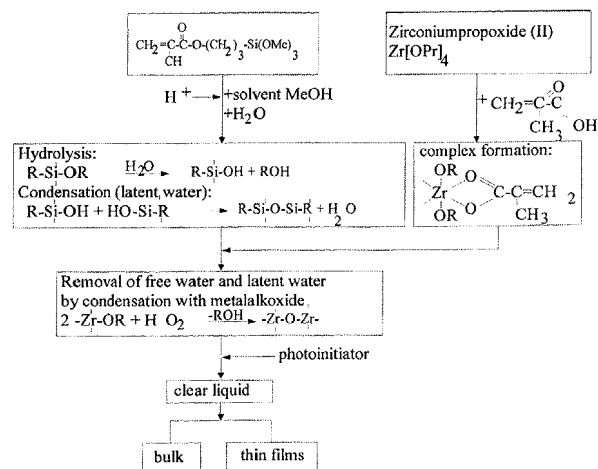 CH₂=C-C-O-(CH₂)₃-Si(OMe)₃
O
CH
Zirconiumpropoxide (II)
Zr[OPr]₄
H⁺
+solvent MeOH
+H₂O
+ CH₂=C-C
O
CH₃
OH
Hydrolysis:
R-Si-OR H₂O R-Si-OH + ROH
Condensation (latent water):
R-Si-OH + HO-Si-R R-Si-O-Si-R + H₂O
complex formation:
OR
Zr
O
O
C-C=CH₂
OR
CH₃
Removal of free water and latent water
by condensation with metalalkoxide
2 -Zr-OR + H O₂ -ROH -Zr-O-Zr-
photoinitiator
clear liquid
bulk
thin films